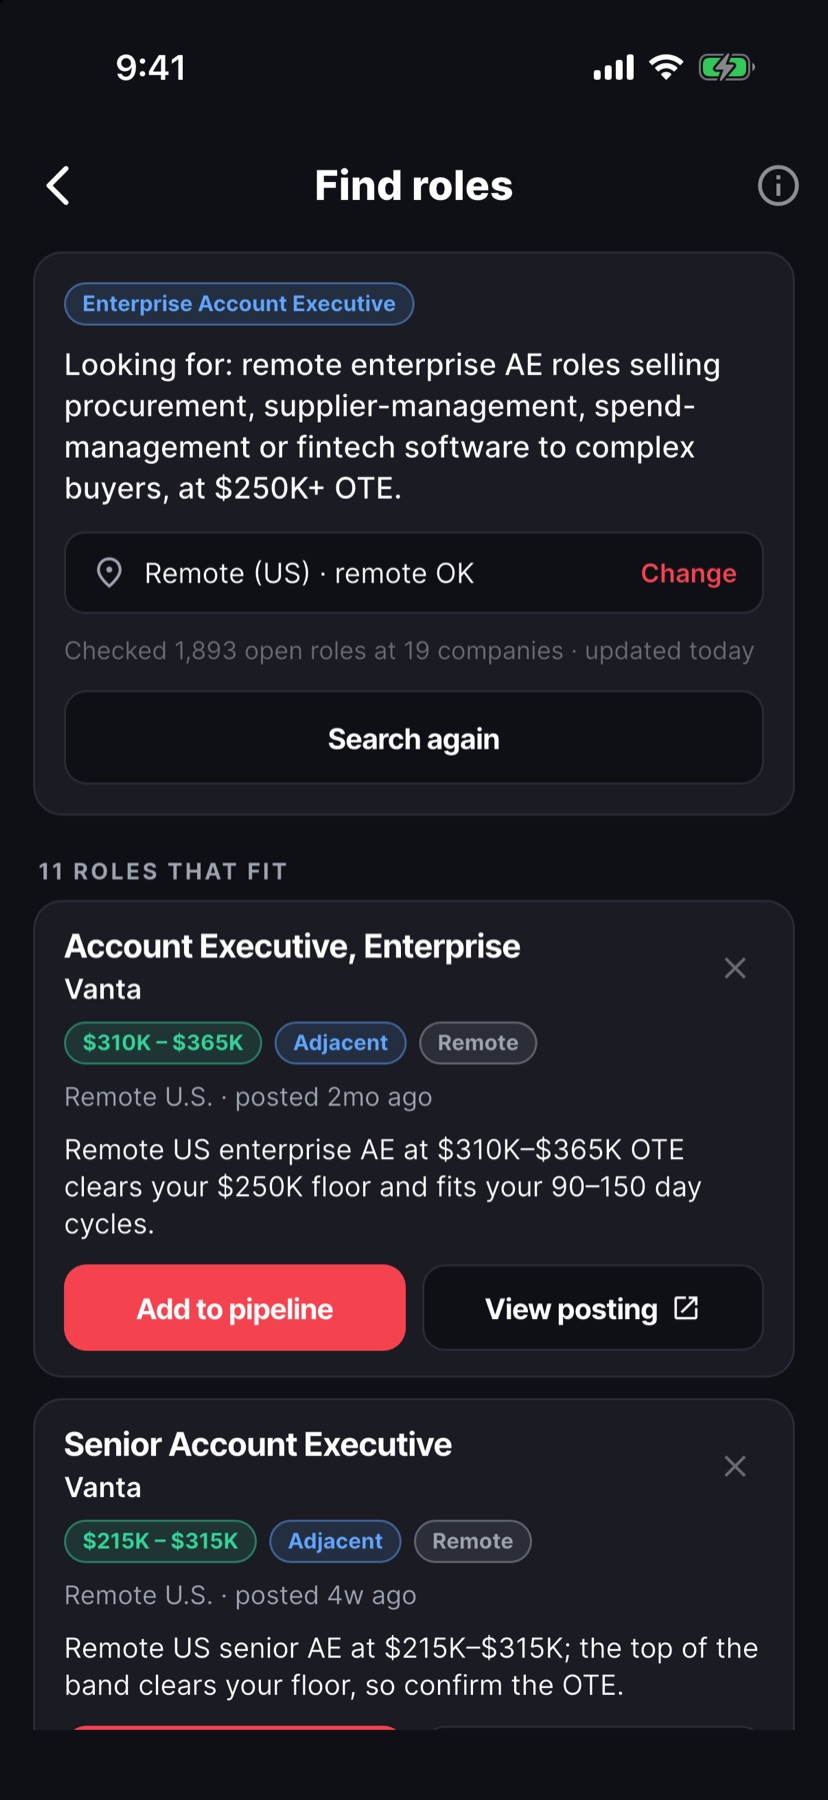 9:41
Find roles
Enterprise Account Executive
Looking for: remote enterprise AE roles selling
procurement, supplier-management, spend-
management or fintech software to complex
buyers, at $250K+ OTE.
Remote (US) · remote OK
Change
Checked 1,893 open roles at 19 companies · updated today
Search again
11 ROLES THAT FIT
Account Executive, Enterprise
Vanta
$310K – $365K
Adjacent
Remote
Remote U.S. · posted 2mo ago
Remote US enterprise AE at $310K–$365K OTE
clears your $250K floor and fits your 90–150 day
cycles.
Add to pipeline
View posting
Senior Account Executive
Vanta
$215K – $315K
Adjacent
Remote
Remote U.S. · posted 4w ago
Remote US senior AE at $215K–$315K; the top of the
band clears your floor, so confirm the OTE.